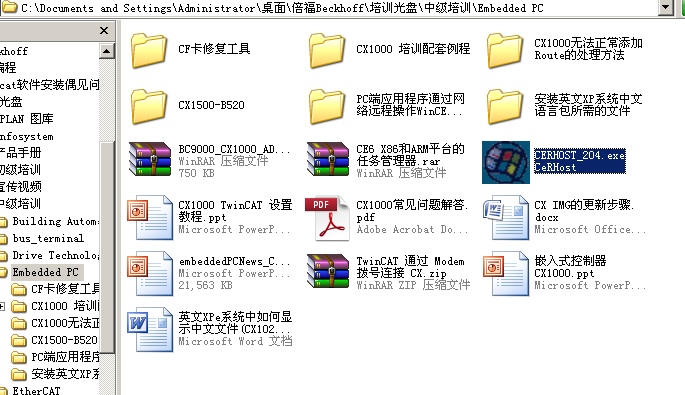 C:\Documents and Settings\Administrator\桌面\倍福Beckhoff\培训光盘\中级培训\Embedded PC
CF卡修复工具
CX1000 培训配套例程
CX1000无法正常添加
Route的处理方法
CX1500-B520
PC端应用程序通过网
络远程操作WinCE...
安装英文XP系统中文
语言包所需的文件
BC9000_CX1000_AD...
WinRAR 压缩文件
750 KB
CE6 X86和ARM平台的
任务管理器.rar
WinRAR 压缩文件
CERHOST_204.exe
CeRHost
CX1000 TwinCAT 设置
教程.ppt
Microsoft PowerP...
CX1000常见问题解答.
pdf
Adobe Acrobat Do...
CX IMG的更新步骤.
docx
Microsoft Office...
embeddedPCNews_C...
Microsoft PowerP...
21,563 KB
TwinCAT 通过 Modem
拨号连接 CX.zip
WinRAR ZIP 压缩文件
嵌入式控制器
CX1000.ppt
Microsoft PowerP...
英文XPe系统中如何显
示中文文件(CX102...
Microsoft Word 文档
khoff
编程
cat软件安装偶见问
光盘
PLAN 图库
nfosystem
产品手册
初级培训
宣传视频
中级培训
Building Autom
bus_terminal
Drive Technolo
Embedded PC
CF卡修复工具
CX1000 培训
CX1000无法正
CX1500-B520
PC端应用程序
安装英文XP系
EtherCAT